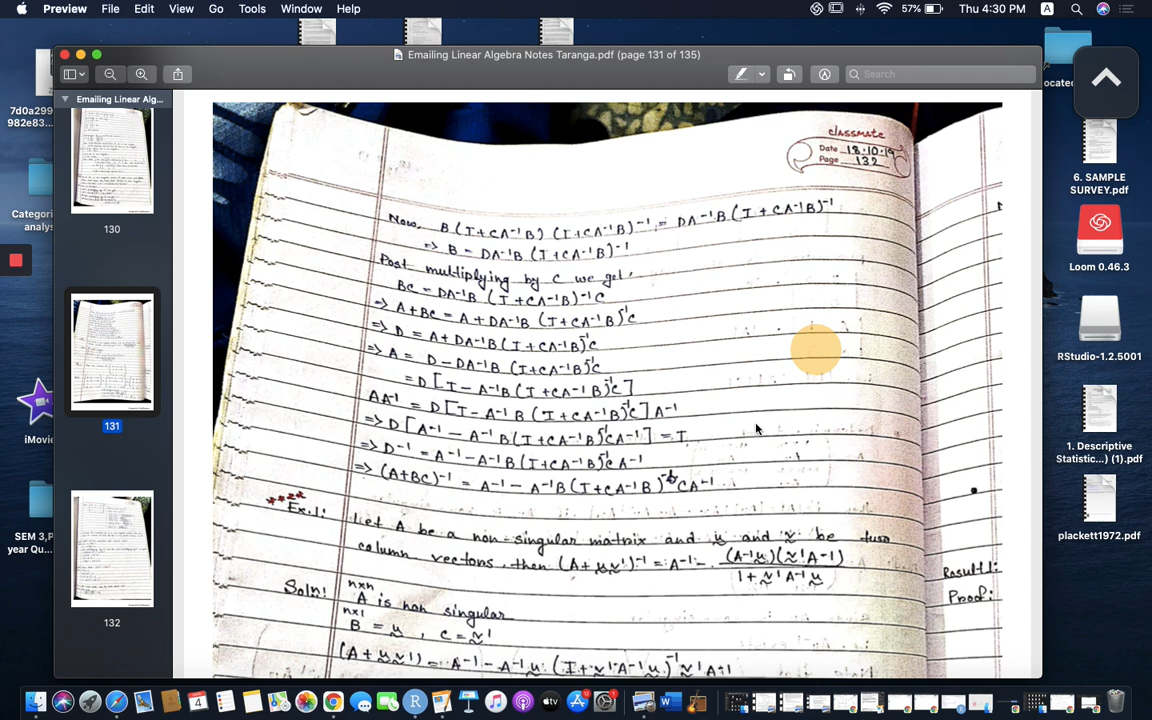 Preview File Edit View Go Tools Window Help 57% Thu 4:30 PM A
Emailing Linear Algebra Notes Taranga.pdf (page 131 of 135)
Search
Emailing Linear Alg...
130
131
132
7d0a299
982e83...
Categori
analys
iMovie
SEM 3,P
year Qu...
ocated
6. SAMPLE
SURVEY.pdf
Loom 0.46.3
RStudio-1.2.5001
1. Descriptive
Statistic...) (1).pdf
plackett1972.pdf
classmate
Date 18.10.19
Page 132
Now, B(I+CA⁻¹B) (I+CA⁻¹B)⁻¹ = DA⁻¹B(I+CA⁻¹B)⁻¹
⇒ B = DA⁻¹B(I+CA⁻¹B)⁻¹
Post multiplying by C we get,
BC = DA⁻¹B (I+CA⁻¹B)⁻¹C
⇒ A+BC = A+DA⁻¹B (I+CA⁻¹B)⁻¹C
⇒ D = A+DA⁻¹B(I+CA⁻¹B)⁻¹C
⇒ A = D-DA⁻¹B (I+CA⁻¹B)⁻¹C
= D[I-A⁻¹B(I+CA⁻¹B)⁻¹C]
AA⁻¹ = D[I-A⁻¹B (I+CA⁻¹B)⁻¹C]A⁻¹
⇒ D[A⁻¹-A⁻¹B(I+CA⁻¹B)⁻¹CA⁻¹] = I
⇒ D⁻¹ = A⁻¹-A⁻¹B(I+CA⁻¹B)⁻¹CA⁻¹
⇒ (A+BC)⁻¹ = A⁻¹-A⁻¹B(I+CA⁻¹B)⁻¹CA⁻¹
**** Ex.1: Let A be a non-singular matrix and u and v be two
column vectors, then (A+uv')⁻¹ = A⁻¹- (A⁻¹u)(v'A⁻¹)
1+v'A⁻¹u
Soln: n×n
A is non singular
n×1
B = u, C = v'
(A+uv') = A⁻¹-A⁻¹u (I+v'A⁻¹u)⁻¹v'A⁻¹
Result 1:
Proof: